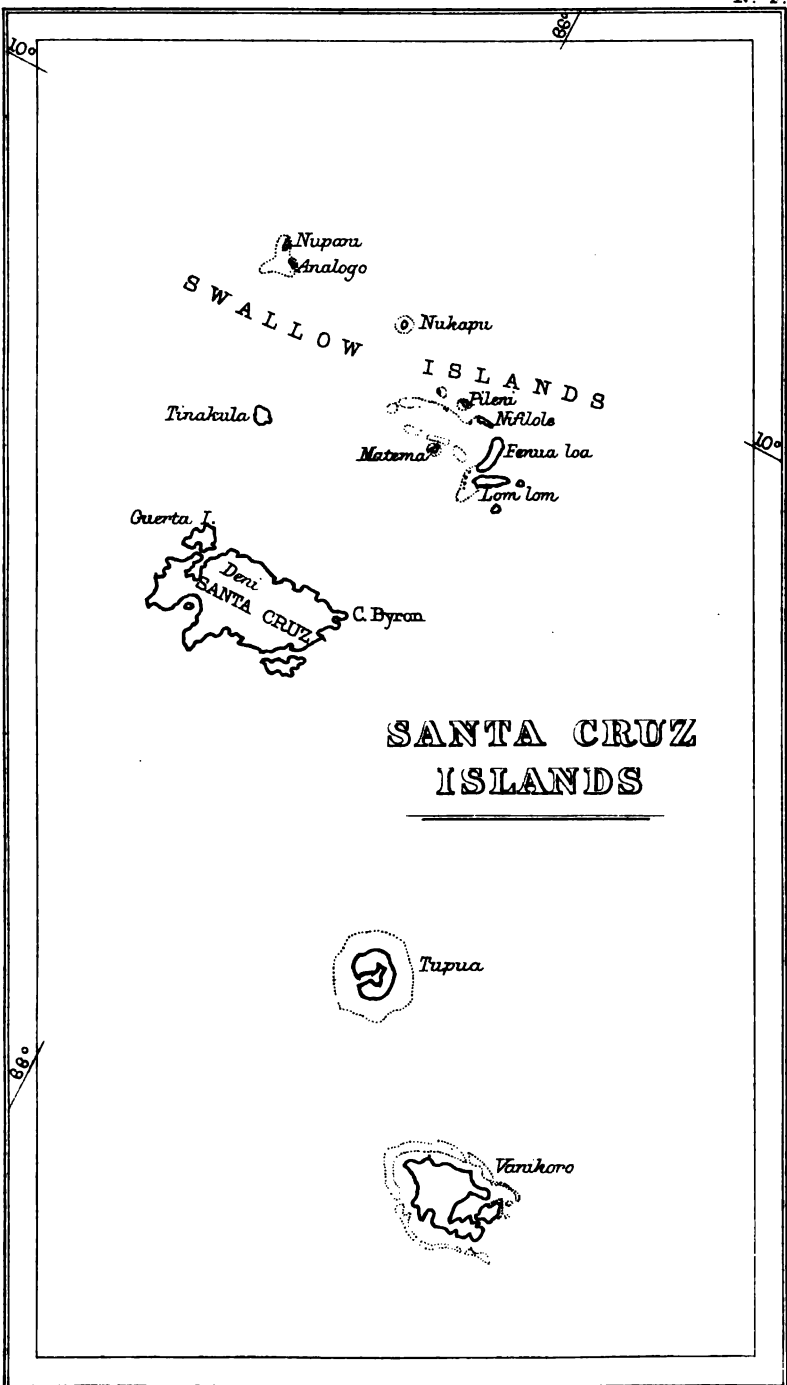 88°
10°
Nupani
Analogo
SWALLOW ISLANDS
Nukapu
Pileni
Tinakula
Nifilole
10°
Matema
Fenua loa
Lom lom
Guerta I.
Deni
SANTA CRUZ
C. Byron
SANTA CRUZ
ISLANDS
Tupua
88°
Vanikoro